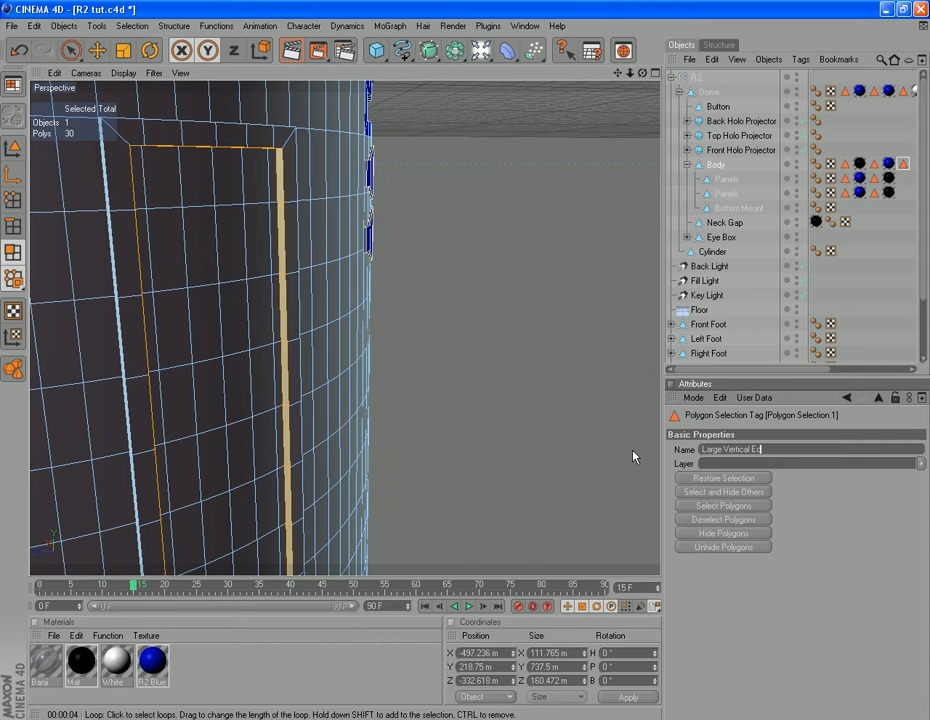 CINEMA 4D - [R2 tut.c4d *]
File Edit Objects Tools Selection Structure Functions Animation Character Dynamics MoGraph Hair Render Plugins Window Help
Edit Cameras Display Filter View
Perspective
Selected Total
Objects 1
Polys 30
Objects Structure
File Edit View Objects Tags Bookmarks
R2
Dome
Button
Back Holo Projector
Top Holo Projector
Front Holo Projector
Body
Panels
Panels
Bottom Mount
Neck Gap
Eye Box
Cylinder
Back Light
Fill Light
Key Light
Floor
Front Foot
Left Foot
Right Foot
Attributes
Mode Edit User Data
Polygon Selection Tag [Polygon Selection.1]
Basic Properties
Name Large Vertical Ed
Layer
Restore Selection
Select and Hide Others
Select Polygons
Deselect Polygons
Hide Polygons
Unhide Polygons
0 5 10 15 20 25 30 35 40 45 50 55 60 65 70 75 80 85 90 15 F
0 F 0 F 90 F 90 F
Materials
File Edit Function Texture
Banji Mat White R2 Blue
Coordinates
Position Size Rotation
X -497.236 m X 111.765 m H 0 °
Y 218.75 m Y 737.5 m P 0 °
Z -332.618 m Z 160.472 m B 0 °
Object Size Apply
MAXON CINEMA 4D
00:00:04 Loop: Click to select loops. Drag to change the length of the loop. Hold down SHIFT to add to the selection, CTRL to remove.